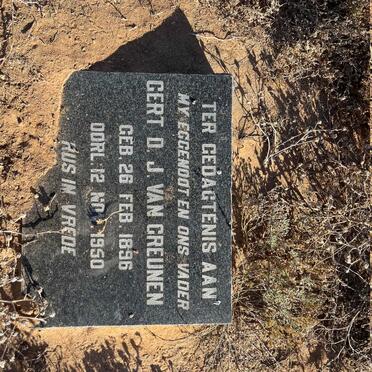 TER GEDAGTENIS AAN
MY EGGENOOT EN ONS VADER
GERT D J VAN GREUNEN
GEB. 26 FEB 1896
OORL. 12 1950
RUS IN VREDE